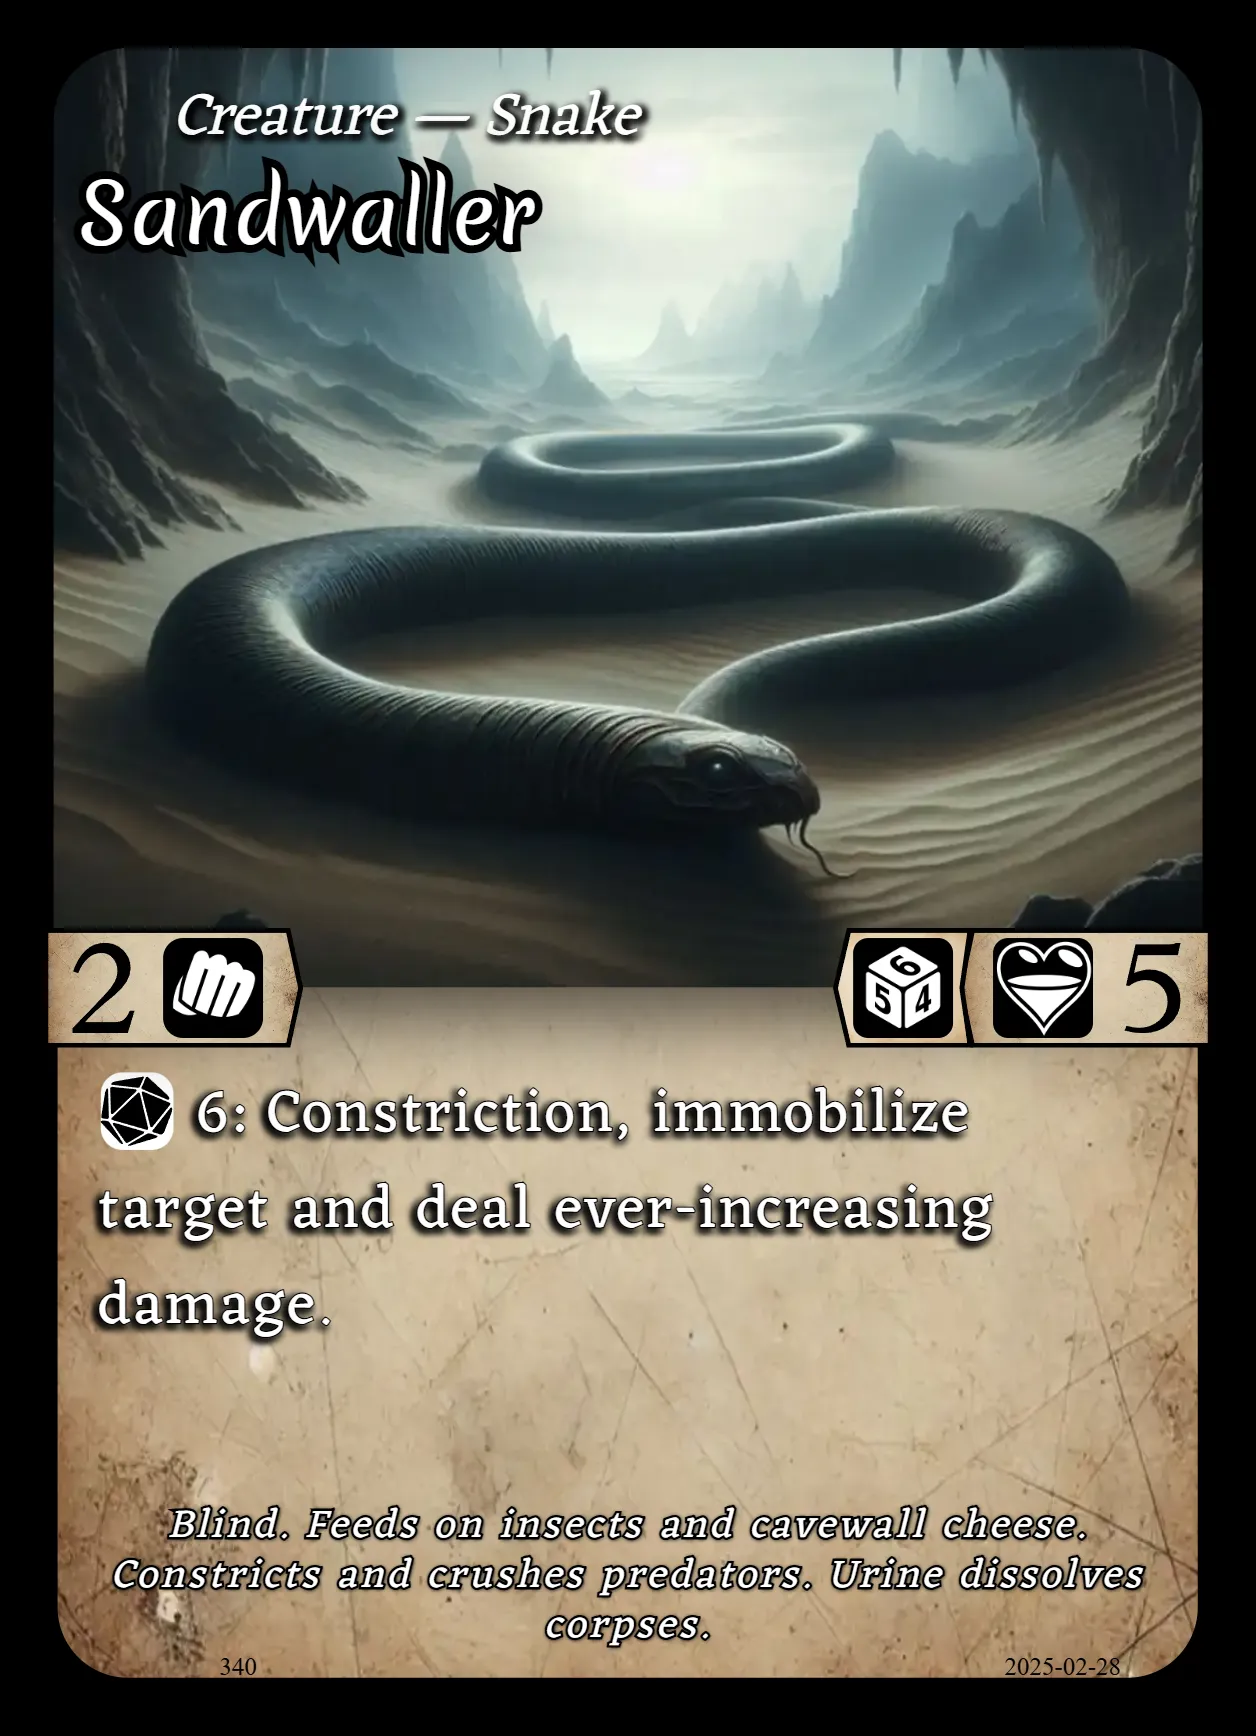 Creature — Snake
Sandwaller
2
6
5 4
5
6: Constriction, immobilize
target and deal ever-increasing
damage.
Blind. Feeds on insects and cavewall cheese.
Constricts and crushes predators. Urine dissolves
corpses.
340
2025-02-28